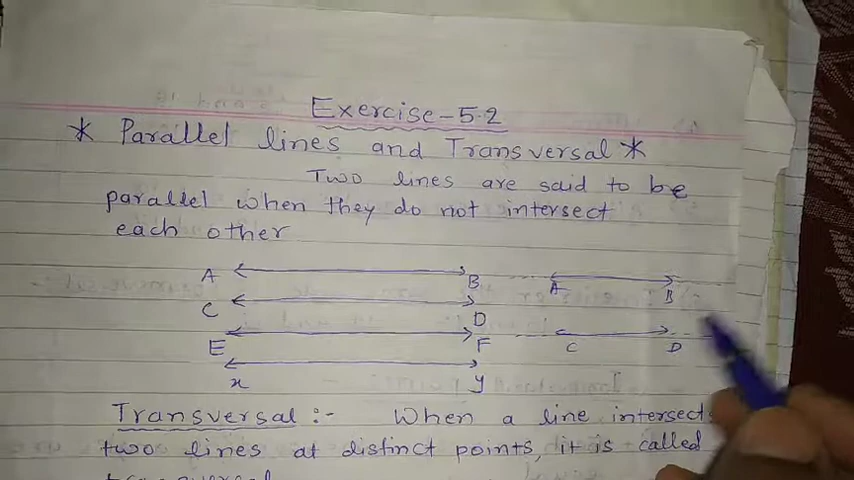 Exercise-5.2
* Parallel lines and Transversal *
Two lines are said to be
parallel when they do not intersect
each other
A B A B
C D
E F C D
x y
Transversal :- When a line intersects
two lines at distinct points, it is called
transversal